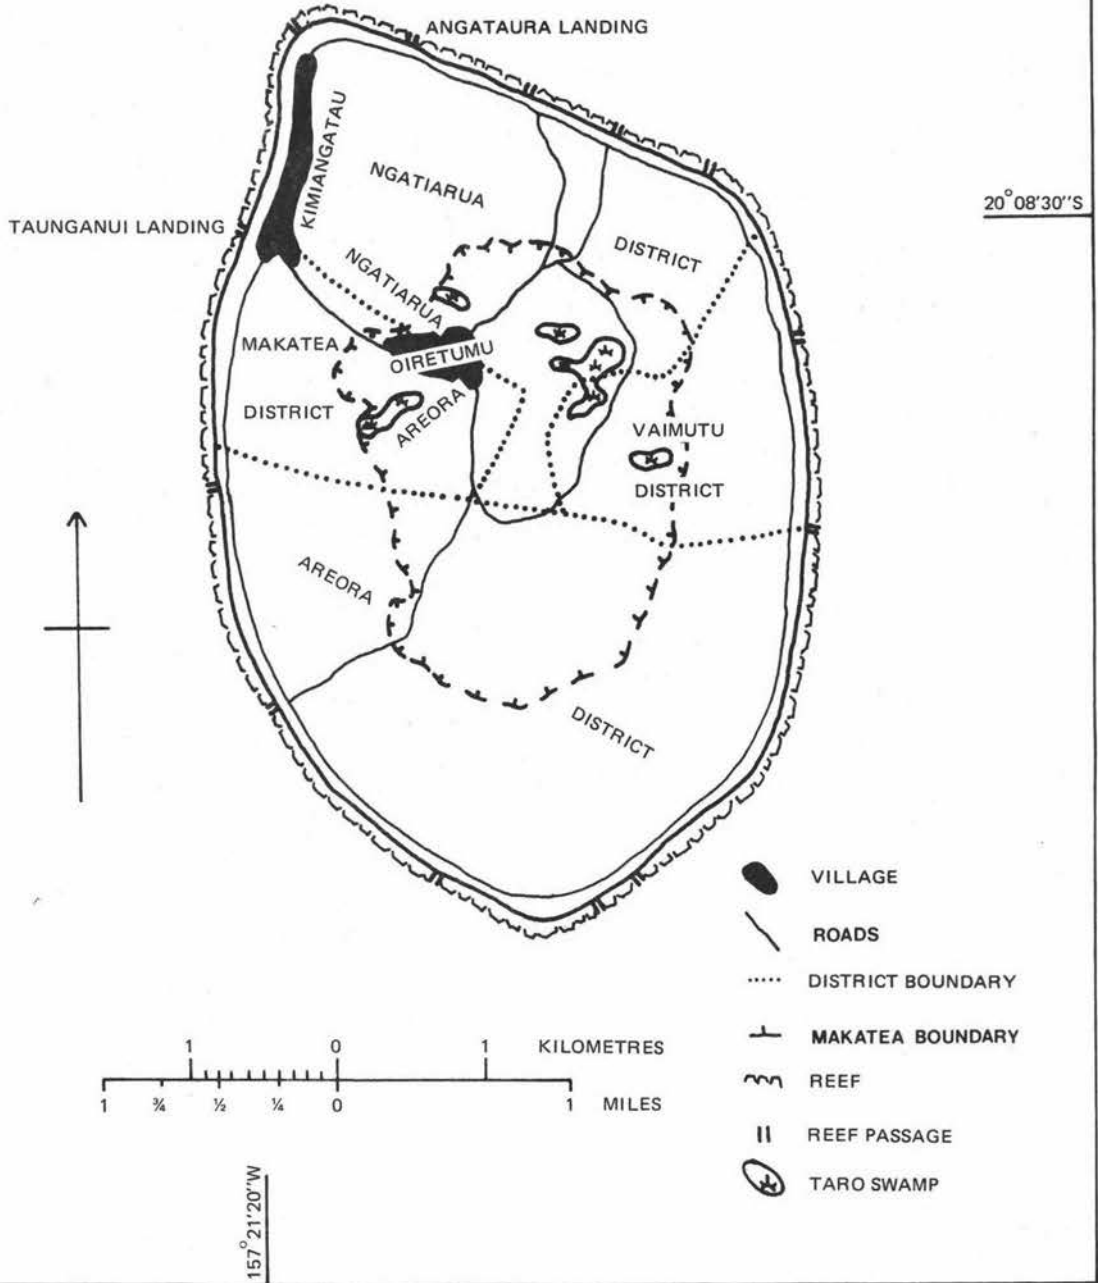 ANGATAURA LANDING
KIMIANGATAU
NGATIARUA
20°08'30''S
TAUNGANUI LANDING
DISTRICT
NGATIARUA
MAKATEA
OIRETUMU
DISTRICT
AREORA
VAIMUTU
DISTRICT
AREORA
DISTRICT
VILLAGE
ROADS
DISTRICT BOUNDARY
MAKATEA BOUNDARY
REEF
REEF PASSAGE
TARO SWAMP
1 0 1 KILOMETRES
1 ¾ ½ ¼ 0 1 MILES
157°21'20''W